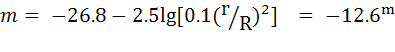 m = −26.8 − 2.5lg[0.1(r/R)²] = −12.6ᵐ